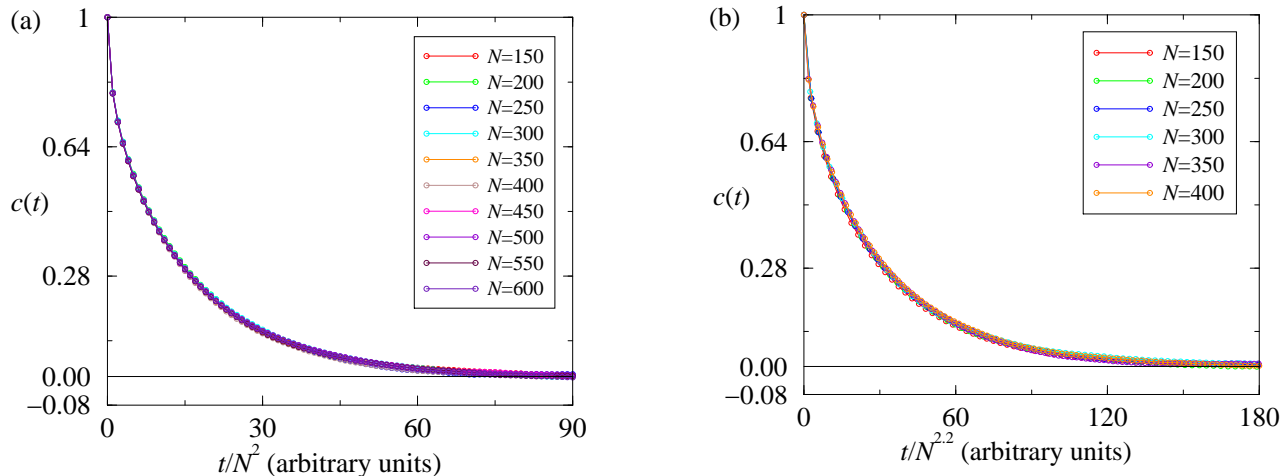 (a)
1
0.64
c(t)
0.28
0.00
−0.08
0
30
60
90
t/N² (arbitrary units)
N=150
N=200
N=250
N=300
N=350
N=400
N=450
N=500
N=550
N=600
(b)
1
0.64
c(t)
0.28
0.00
−0.08
0
60
120
180
t/N^2.2 (arbitrary units)
N=150
N=200
N=250
N=300
N=350
N=400